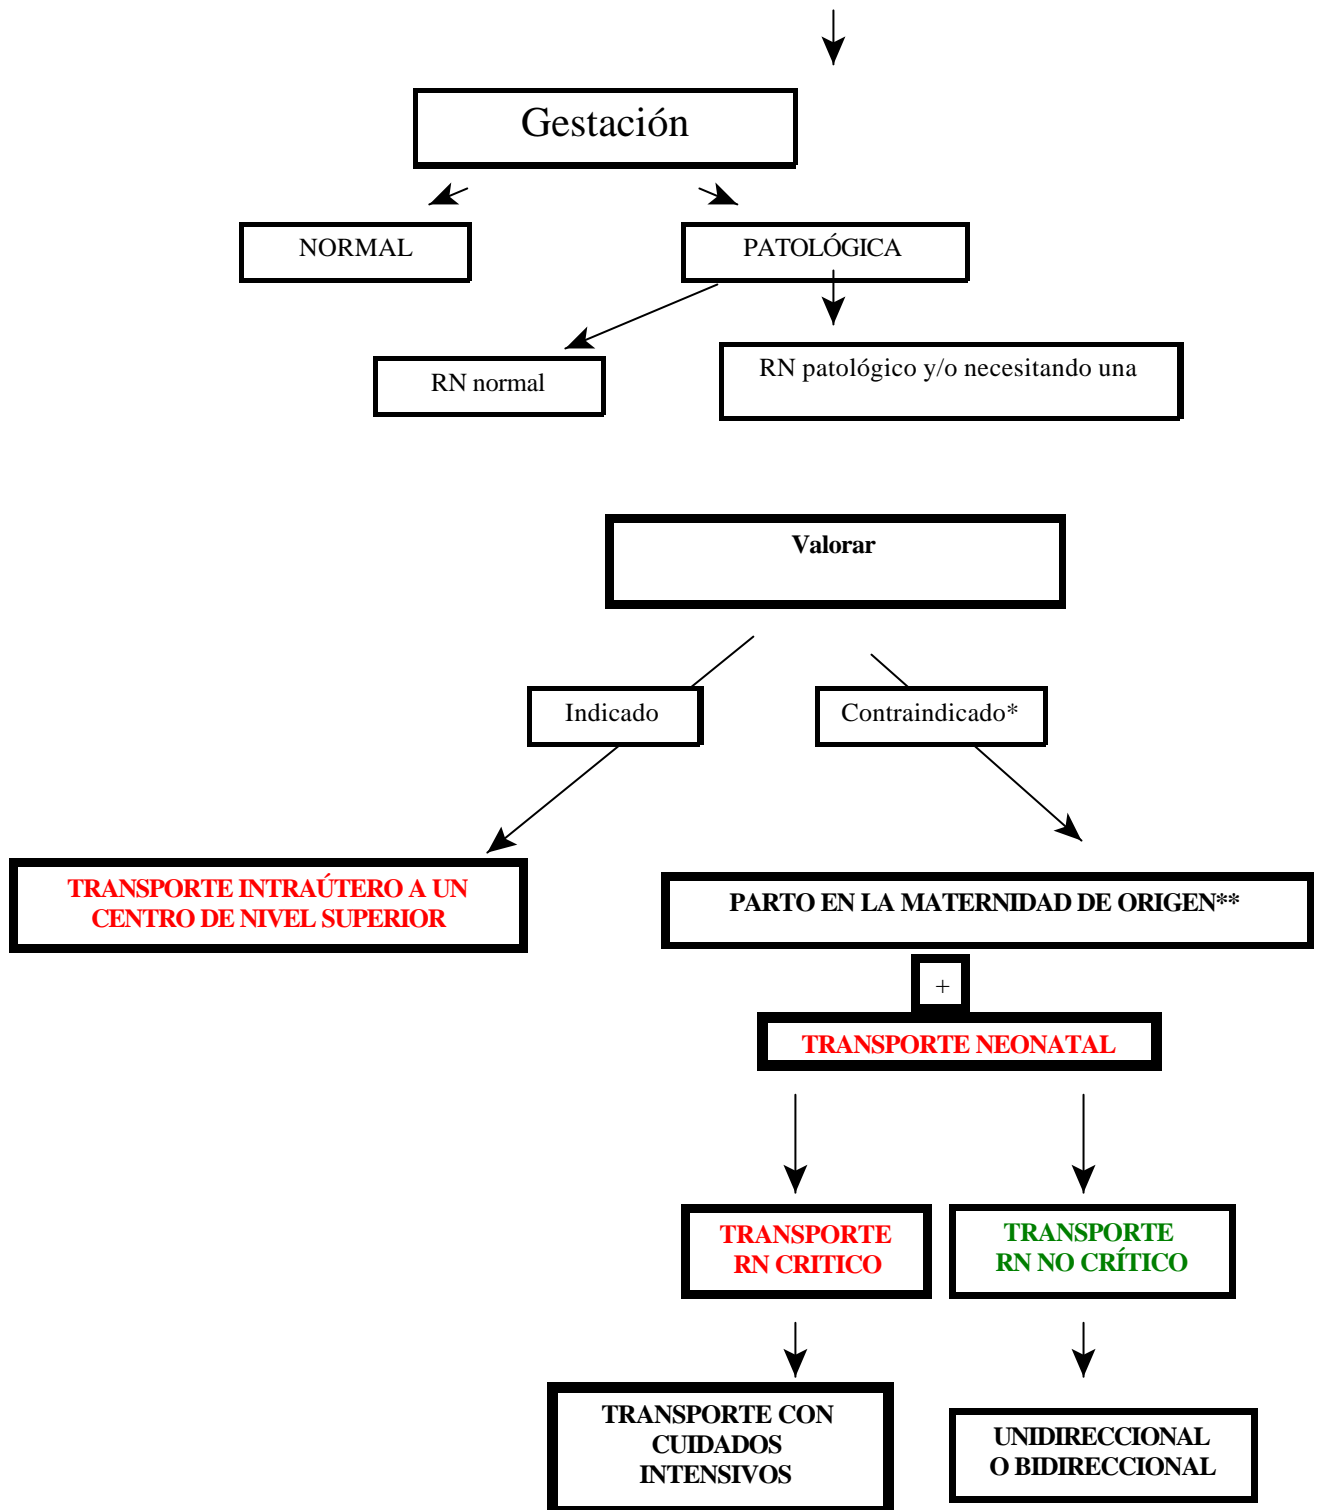 Gestación
NORMAL
PATOLÓGICA
RN normal
RN patológico y/o necesitando una
Valorar
Indicado
Contraindicado*
TRANSPORTE INTRAÚTERO A UN
CENTRO DE NIVEL SUPERIOR
PARTO EN LA MATERNIDAD DE ORIGEN**
+
TRANSPORTE NEONATAL
TRANSPORTE
RN CRITICO
TRANSPORTE
RN NO CRÍTICO
TRANSPORTE CON
CUIDADOS
INTENSIVOS
UNIDIRECCIONAL
O BIDIRECCIONAL